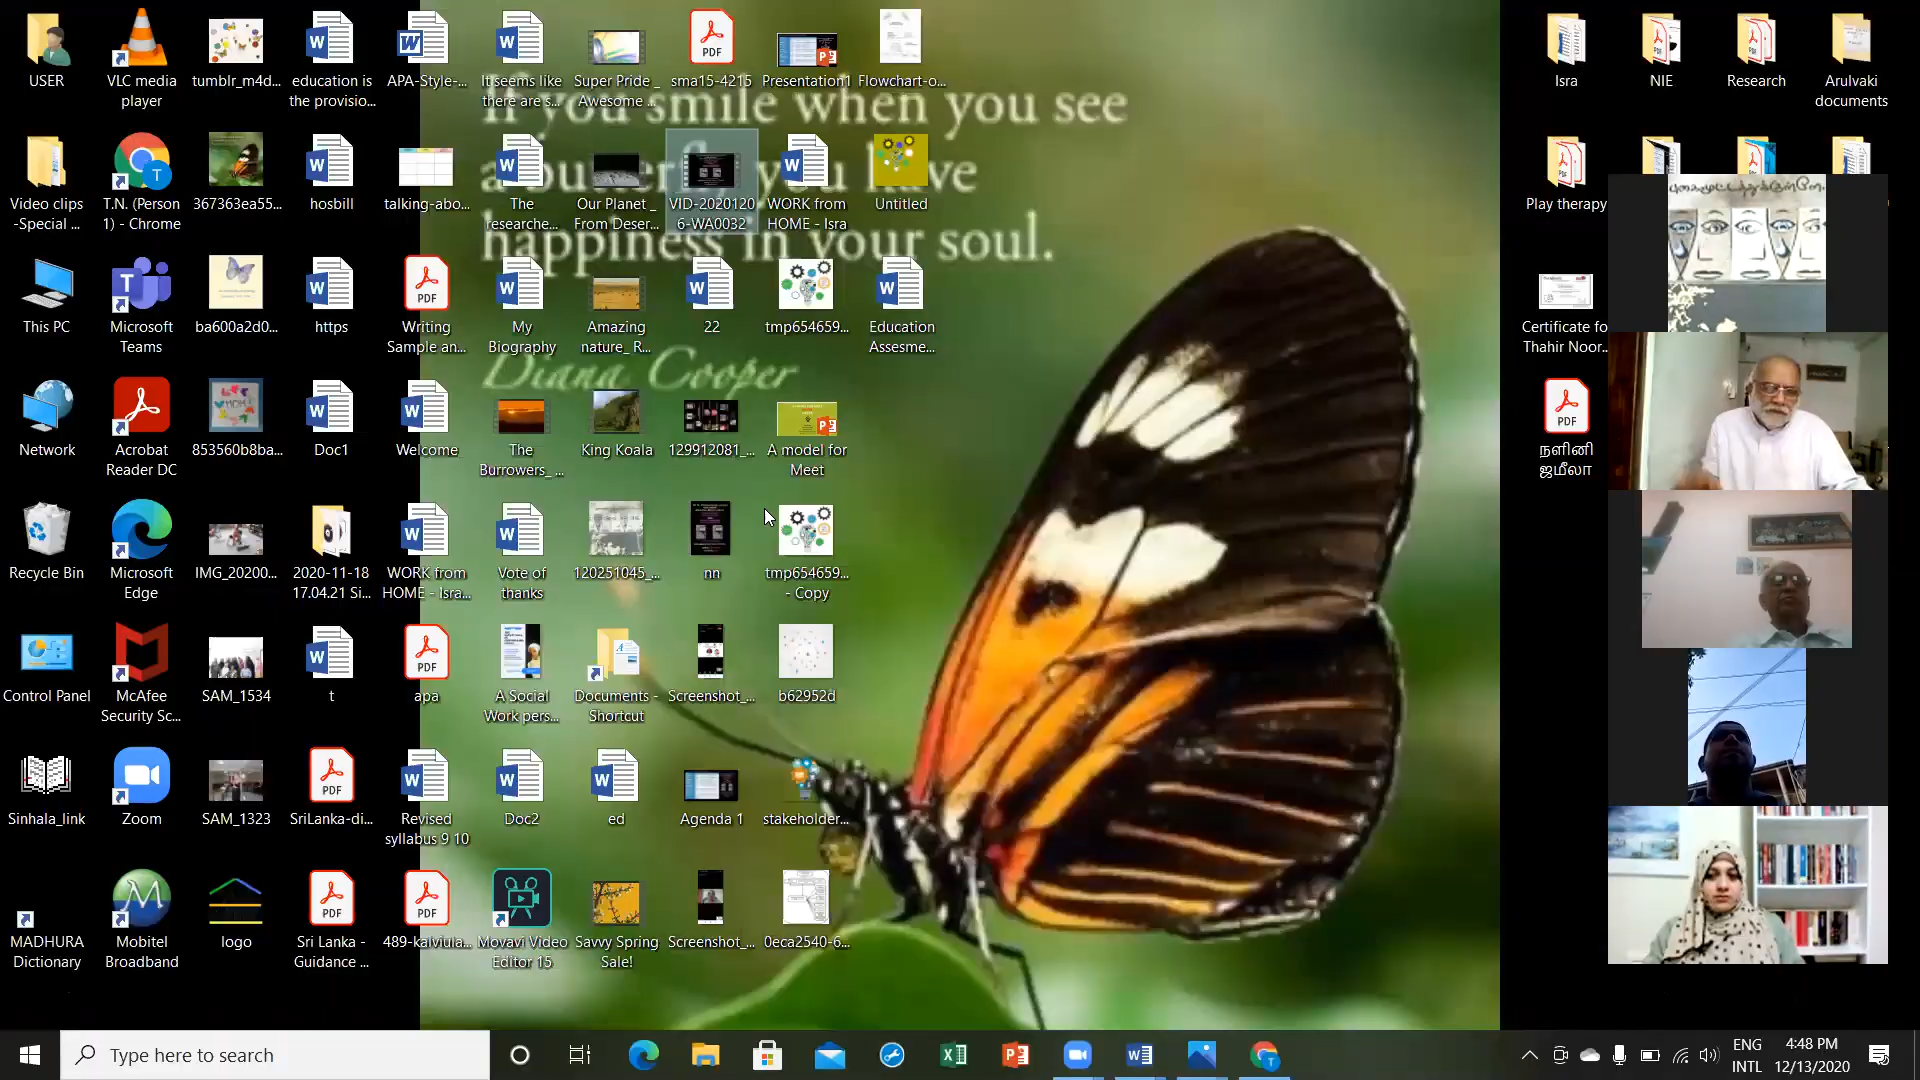 USER
VLC media
player
tumblr_m4d...
education is
the provisio...
APA-Style-...
It seems like
there are s...
Super Pride _
Awesome ...
sma15-4215
Presentation1
Flowchart-o...
Isra
NIE
Research
Arulvaki
documents
If you smile when you see
a butterfly you have
happiness in your soul.
Diana Cooper
Video clips
-Special ...
T.N. (Person
1) - Chrome
367363ea55...
hosbill
talking-abo...
The
researche...
Our Planet _
From Deser...
VID-2020120
6-WA0032
WORK from
HOME - Isra
Untitled
Play therapy
This PC
Microsoft
Teams
ba600a2d0...
https
Writing
Sample an...
My
Biography
Amazing
nature_ R...
22
tmp654659...
Education
Assesme...
Certificate fo
Thahir Noor...
Network
Acrobat
Reader DC
853560b8ba...
Doc1
Welcome
The
Burrowers_ ...
King Koala
129912081_...
A model for
Meet
நளினி
ஜமீலா
Recycle Bin
Microsoft
Edge
IMG_20200...
2020-11-18
17.04.21 Si...
WORK from
HOME - Isra...
Vote of
thanks
120251045_...
nn
tmp654659...
- Copy
Control Panel
McAfee
Security Sc...
SAM_1534
t
apa
A Social
Work pers...
Documents -
Shortcut
Screenshot_...
b62952d
Sinhala_link
Zoom
SAM_1323
SriLanka-di...
Revised
syllabus 9 10
Doc2
ed
Agenda 1
stakeholder...
MADHURA
Dictionary
Mobitel
Broadband
logo
Sri Lanka -
Guidance ...
489-kalviula...
Movavi Video
Editor 15
Savvy Spring
Sale!
Screenshot_...
0eca2540-6...
Type here to search
ENG
INTL
4:48 PM
12/13/2020